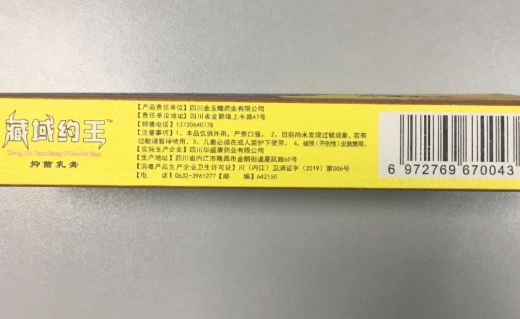 藏域约王™
抑菌乳膏
【产品责任单位】四川金玉蟾药业有限公司
【责任单位地址】四川省金鹅镇上丰路47号
【销售电话】13730640778
【注意事项】1、本品仅供外用，严禁口服。2、目前尚未发现过敏现象，若有
过敏请暂停使用。3、儿童必须在成人监护下使用。4、破损（开创性）皮肤禁用。
【实际生产企业】四川华盛康药业有限公司
【生产地址】四川省内江市隆昌市金鹅街道星跃路60号
【消毒产品生产企业卫生许可证】川（内江）卫消证字（2019）第006号
【电话】0832-3961277【邮编】642150
6 972769 670043